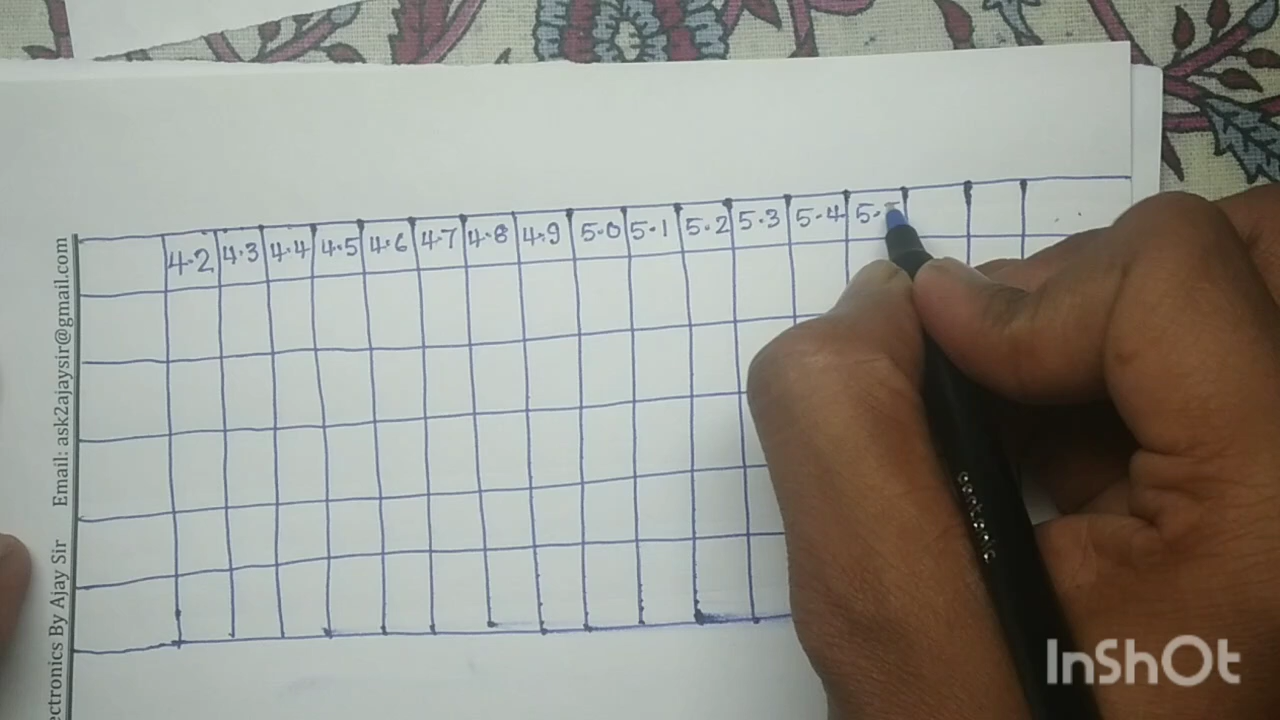 4.2 4.3 4.4 4.5 4.6 4.7 4.8 4.9 5.0 5.1 5.2 5.3 5.4
ectronics By Ajay Sir Email: ask2ajaysir@gmail.com
InShOt